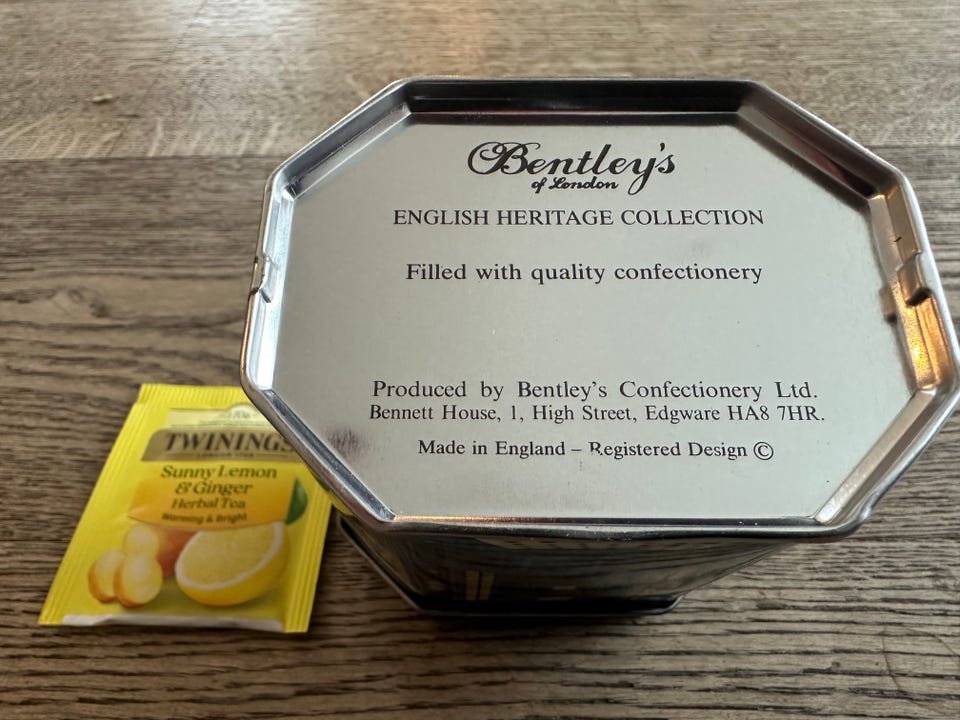 Bentley's
of London
ENGLISH HERITAGE COLLECTION
Filled with quality confectionery
Produced by Bentley's Confectionery Ltd.
Bennett House, 1, High Street, Edgware HA8 7HR.
Made in England – Registered Design ©
TWININGS
Sunny Lemon
& Ginger
Herbal Tea
Warming & Bright